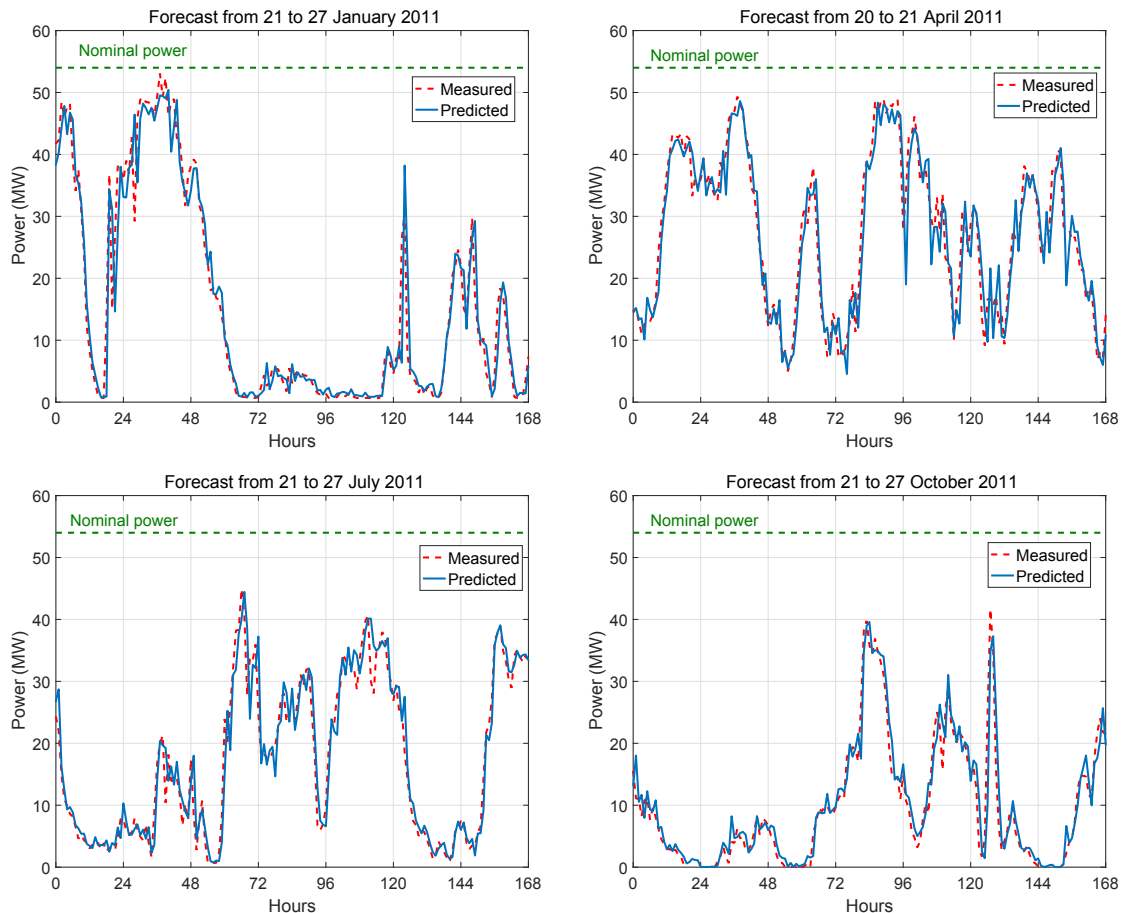 Forecast from 21 to 27 January 2011
60
50
40
30
20
10
0
Power (MW)
Nominal power
Measured
Predicted
0 24 48 72 96 120 144 168
Hours
Forecast from 20 to 21 April 2011
60
50
40
30
20
10
0
Power (MW)
Nominal power
Measured
Predicted
0 24 48 72 96 120 144 168
Hours
Forecast from 21 to 27 July 2011
60
50
40
30
20
10
0
Power (MW)
Nominal power
Measured
Predicted
0 24 48 72 96 120 144 168
Hours
Forecast from 21 to 27 October 2011
60
50
40
30
20
10
0
Power (MW)
Nominal power
Measured
Predicted
0 24 48 72 96 120 144 168
Hours